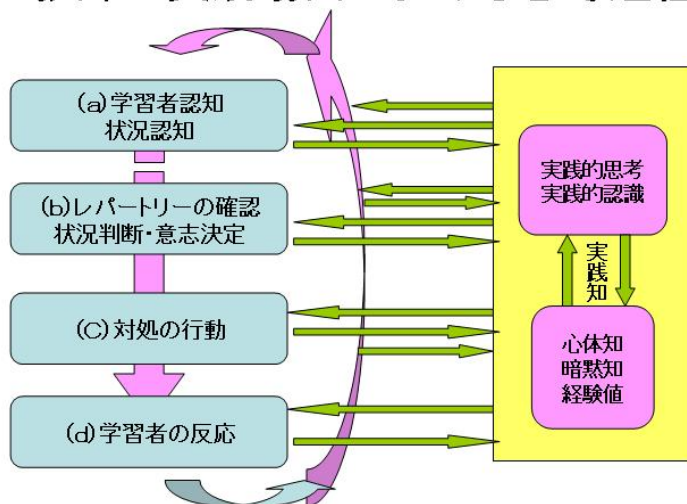 (a)学習者認知
状況認知
(b)レパートリーの確認
状況判断・意志決定
(C)対処の行動
(d)学習者の反応
実践的思考
実践的認識
実践知
心体知
暗黙知
経験値